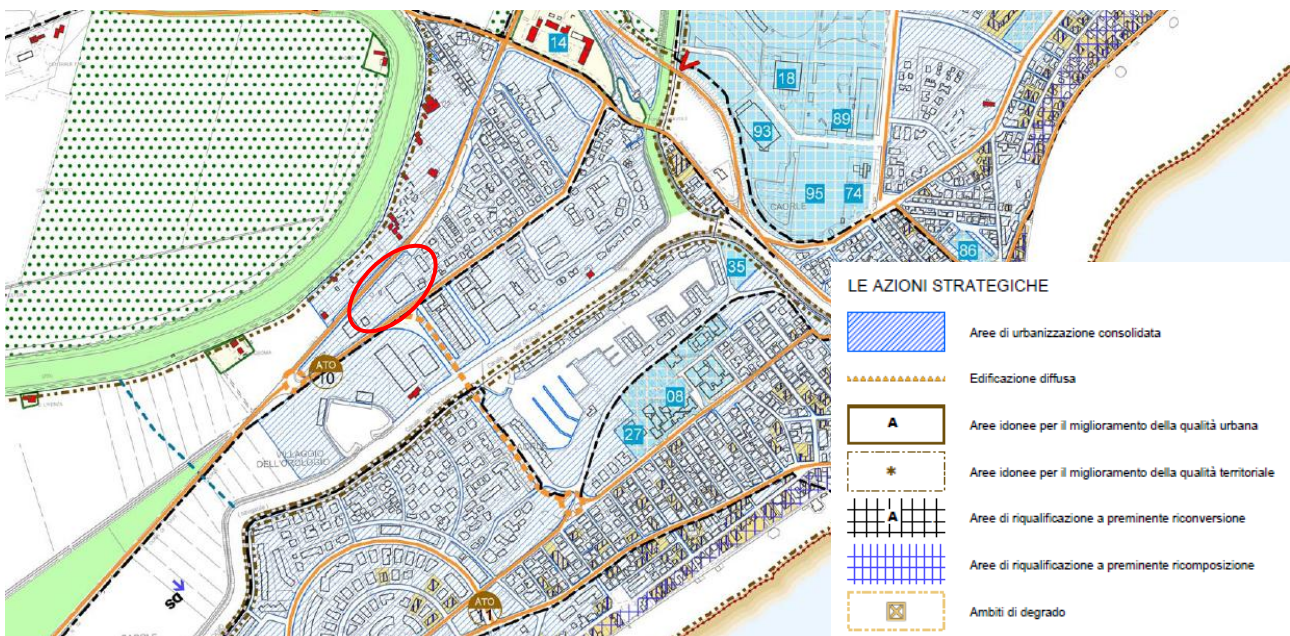 14
18
93
89
95
74
CAORLE
86
35
ATO
10
08
27
VILLAGGIO
DELL'OROLOGIO
DS
ATO
11
LE AZIONI STRATEGICHE
Aree di urbanizzazione consolidata
Edificazione diffusa
A
Aree idonee per il miglioramento della qualità urbana
*
Aree idonee per il miglioramento della qualità territoriale
A
Aree di riqualificazione a preminente riconversione
Aree di riqualificazione a preminente ricomposizione
Ambiti di degrado